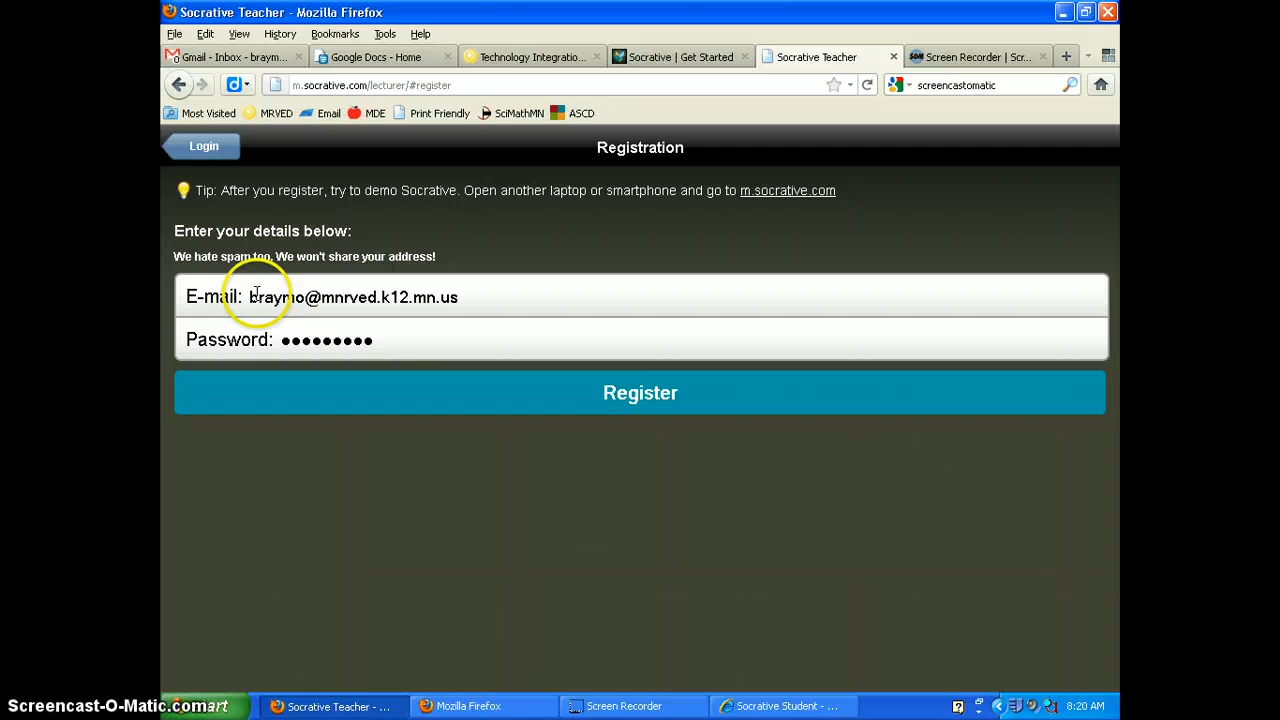 Socrative Teacher - Mozilla Firefox
File Edit View History Bookmarks Tools Help
Gmail - Inbox - braym... Google Docs - Home Technology Integratio... Socrative | Get Started Socrative Teacher Screen Recorder | Scr...
m.socrative.com/lecturer/#register screencastomatic
Most Visited MRVED Email MDE Print Friendly SciMathMN ASCD
Login Registration
Tip: After you register, try to demo Socrative. Open another laptop or smartphone and go to m.socrative.com
Enter your details below:
We hate spam too. We won't share your address!
E-mail: braymo@mnrved.k12.mn.us
Password: ●●●●●●●●●
Register
Screencast-O-Matic.com art Socrative Teacher - ... Mozilla Firefox Screen Recorder Socrative Student - ... 8:20 AM